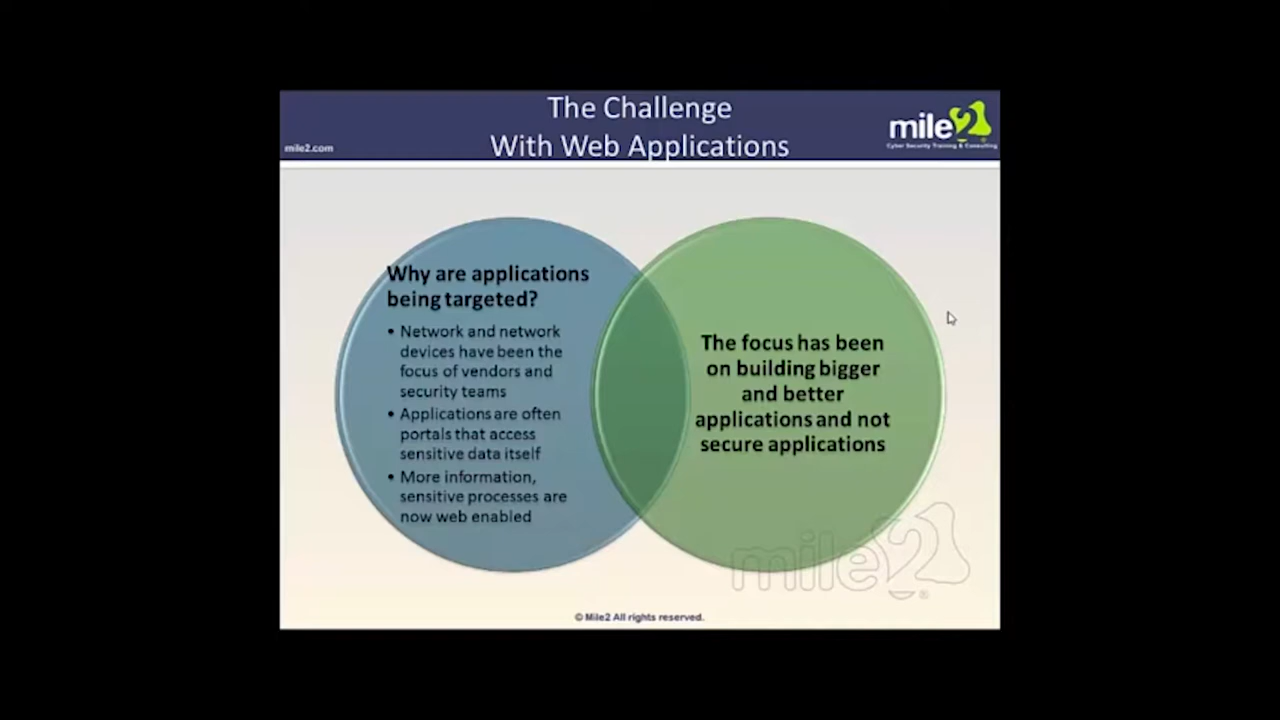 The Challenge
With Web Applications
mile2.com
mile2
Cyber Security Training & Consulting
Why are applications
being targeted?
• Network and network
devices have been the
focus of vendors and
security teams
• Applications are often
portals that access
sensitive data itself
• More information,
sensitive processes are
now web enabled
The focus has been
on building bigger
and better
applications and not
secure applications
mile2®
© Mile2 All rights reserved.